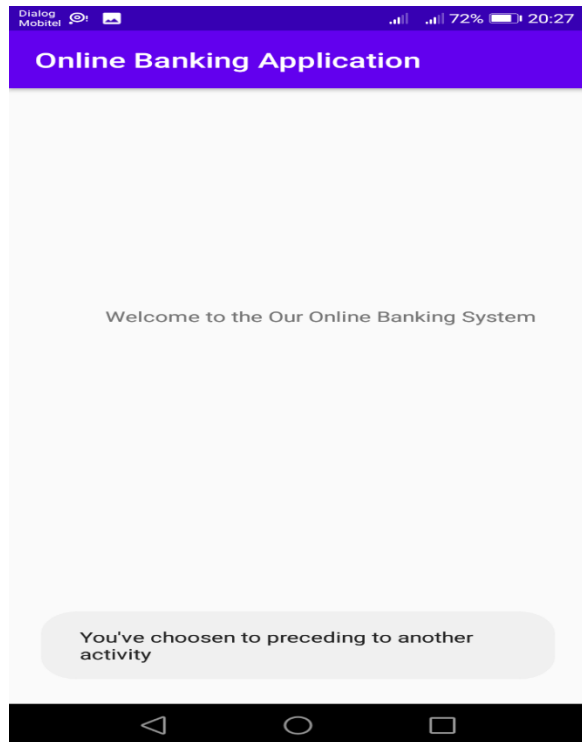 Dialog
Mobitel
72% 20:27
Online Banking Application
Welcome to the Our Online Banking System
You've choosen to preceding to another
activity